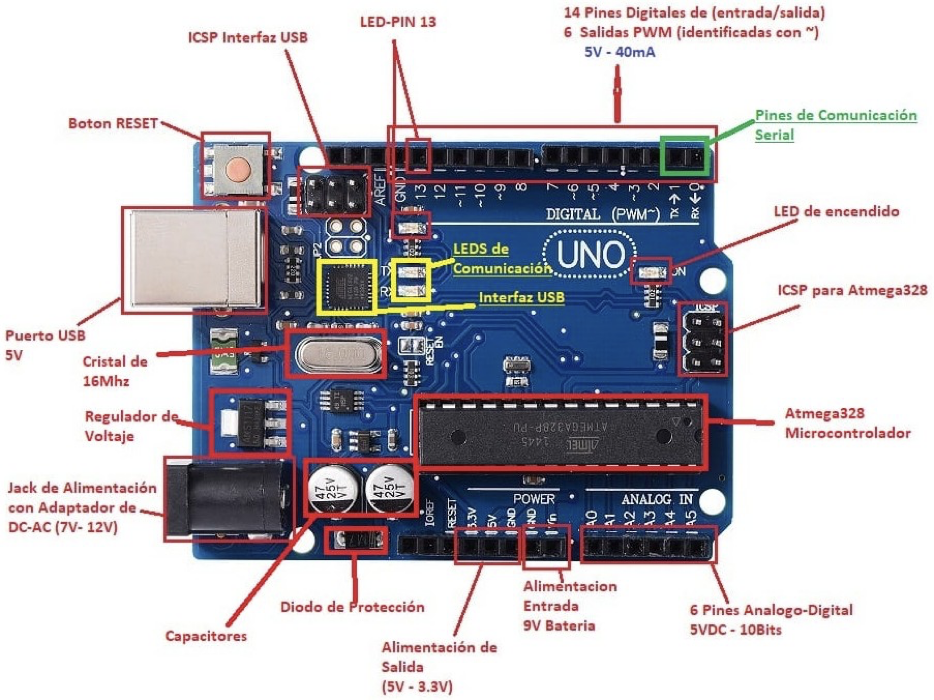 14 Pines Digitales de (entrada/salida)
6 Salidas PWM (identificadas con ~)
5V - 40mA
LED-PIN 13
ICSP Interfaz USB
Pines de Comunicación
Serial
Boton RESET
AREF
GND
13
12
~11
~10
~9
8
7
~6
~5
4
~3
2
TX→1
RX←0
DIGITAL (PWM~)
LED de encendido
JP2
LEDS de
Comunicación
TX
RX
UNO
ON
Interfaz USB
ICSP para Atmega328
ICSP
Puerto USB
5V
Cristal de
16Mhz
RESET
EN
Regulador de
Voltaje
Atmega328
Microcontrolador
ATMEL
ATMEGA328P-PU
1445
Jack de Alimentación
con Adaptador de
DC-AC (7V- 12V)
47
25V
VT
47
25V
VT
POWER
ANALOG IN
IOREF
RESET
3.3V
5V
GND
GND
Vin
A0
A1
A2
A3
A4
A5
M7
Diodo de Protección
Alimentacion
Entrada
9V Bateria
6 Pines Analogo-Digital
5VDC - 10Bits
Capacitores
Alimentación de
Salida
(5V - 3.3V)